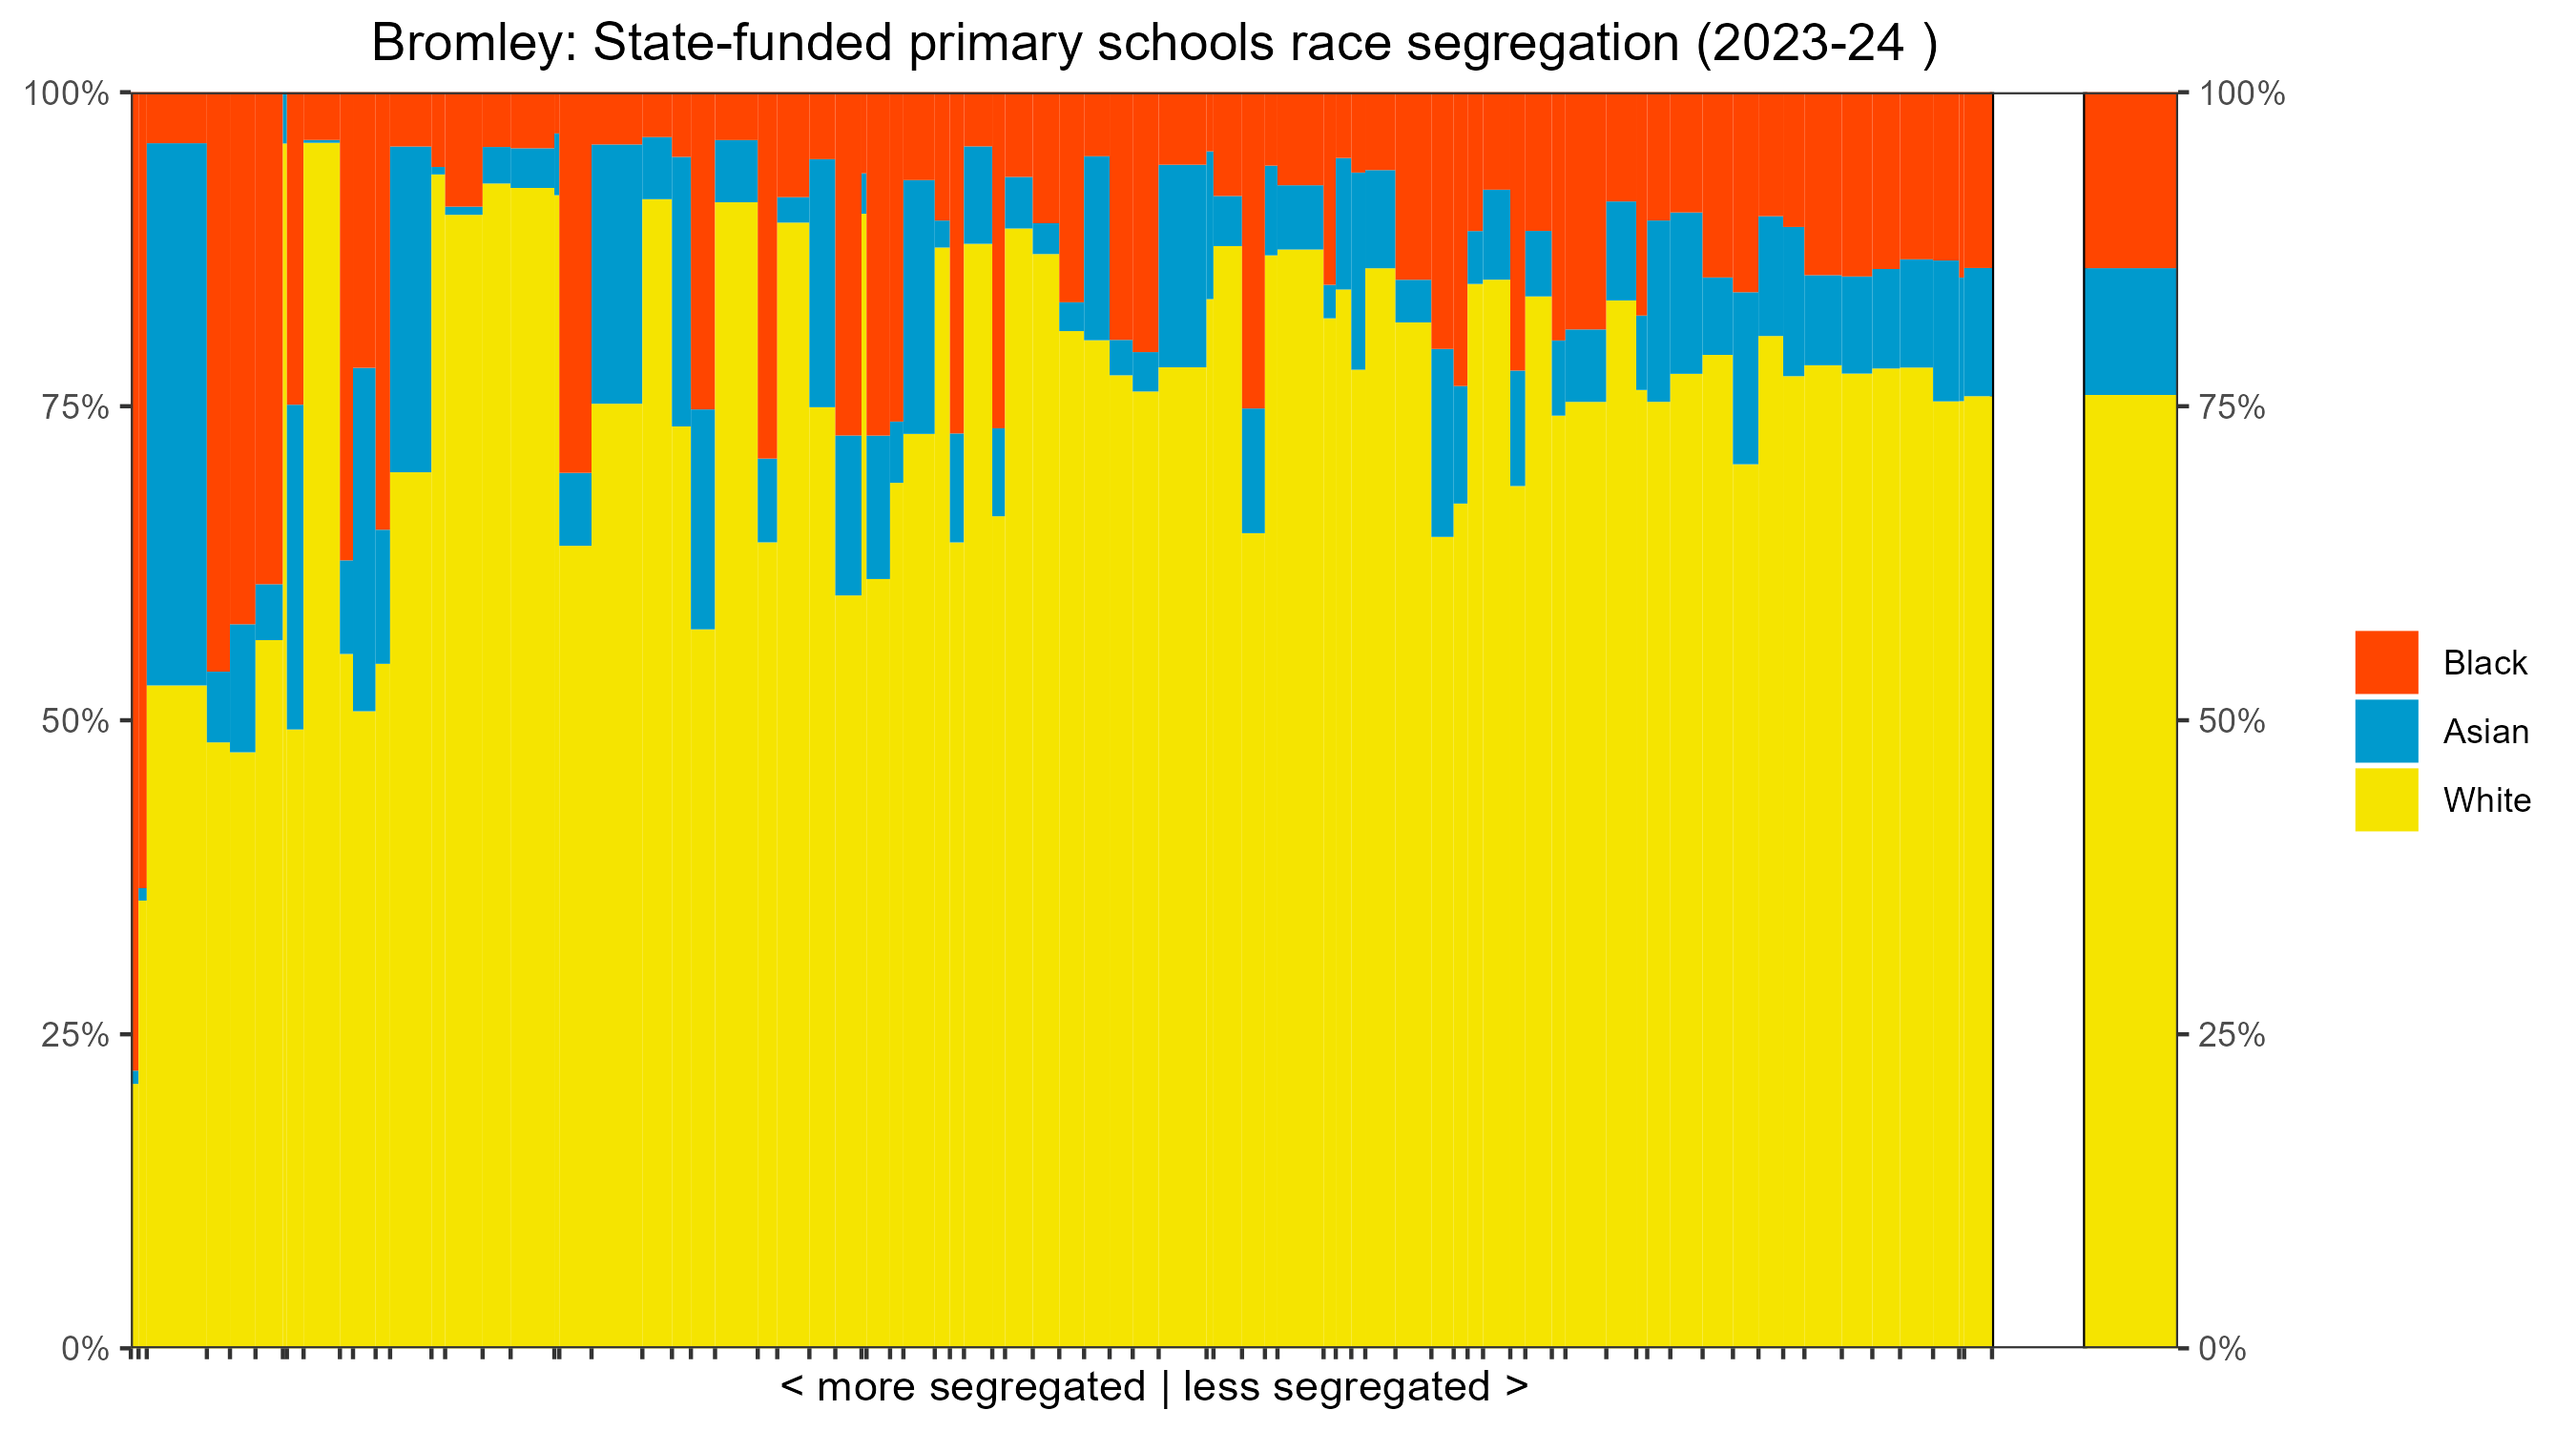 Bromley: State-funded primary schools race segregation (2023-24 )
100%
75%
50%
25%
0%
100%
75%
50%
25%
0%
Black
Asian
White
< more segregated | less segregated >